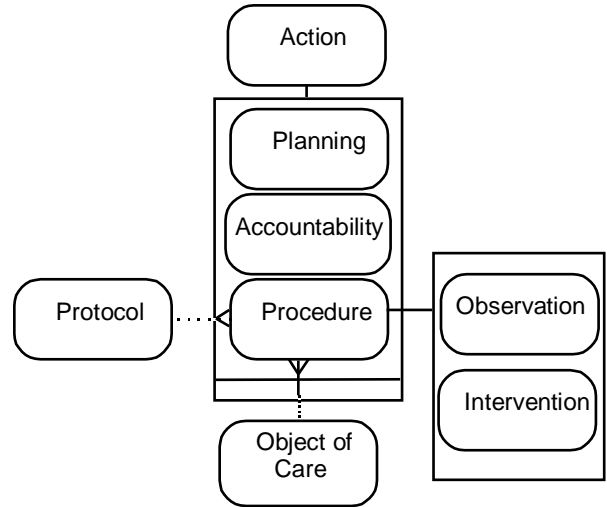 Action
Planning
Accountability
Protocol
Procedure
Observation
Intervention
Object of
Care